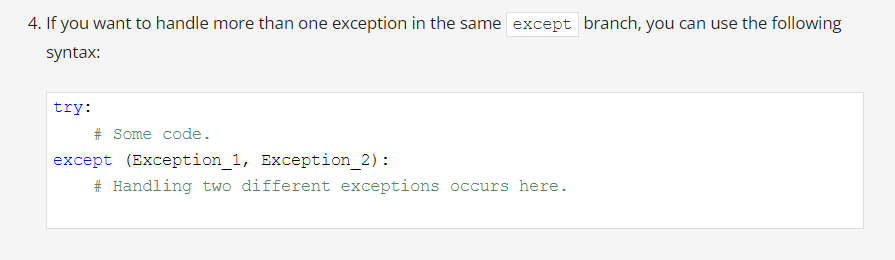 4. If you want to handle more than one exception in the same except branch, you can use the following
syntax:
try:
    # Some code.
except (Exception_1, Exception_2):
    # Handling two different exceptions occurs here.